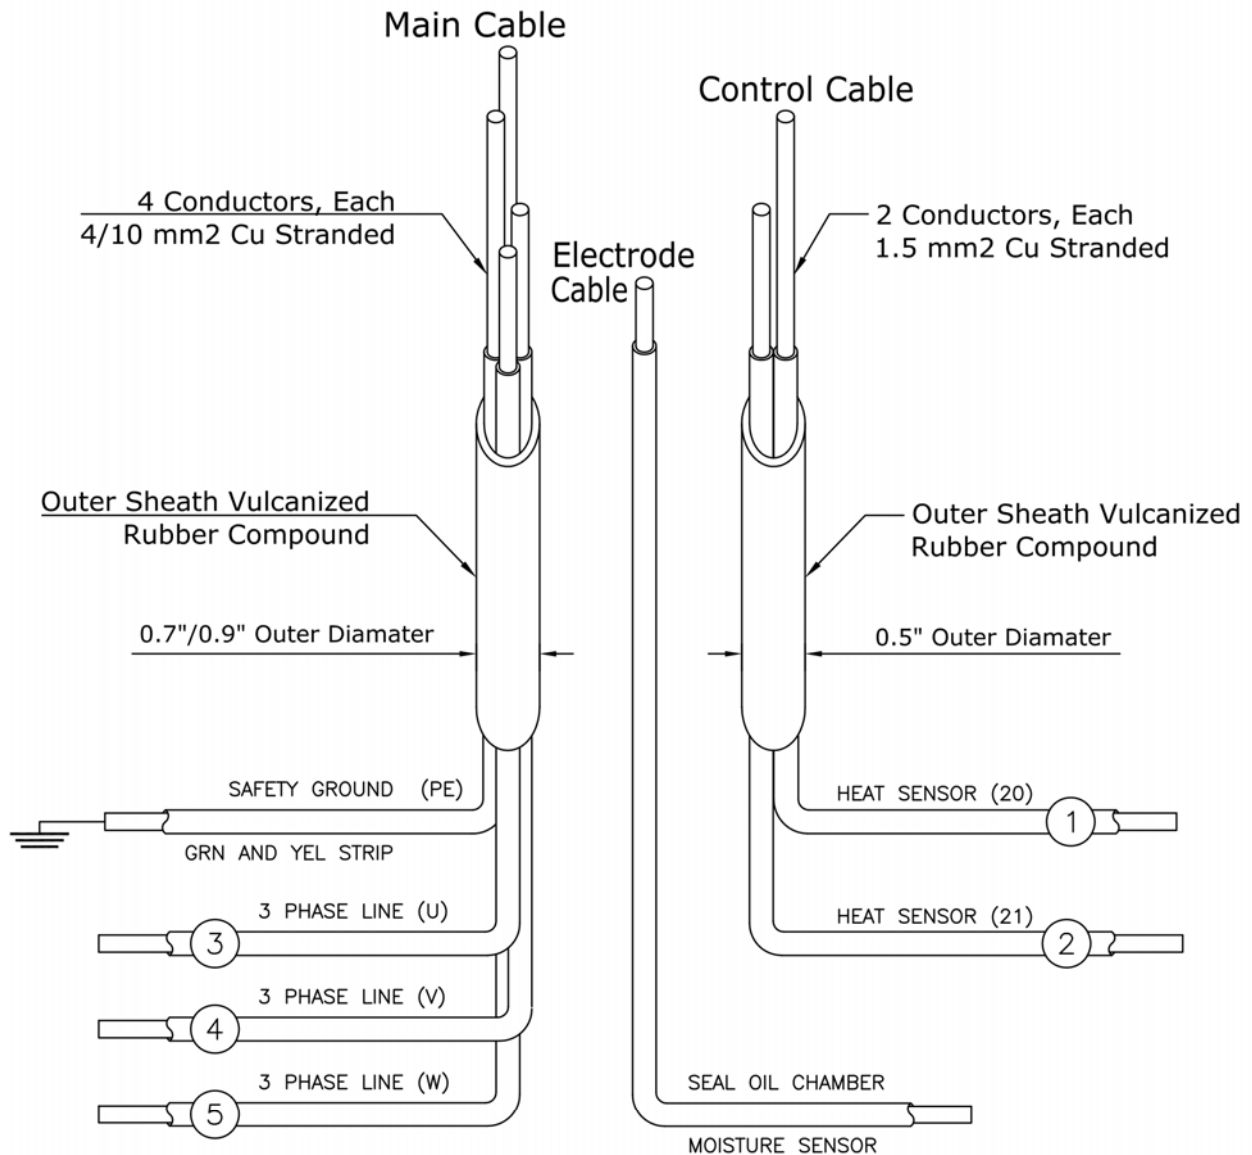 Main Cable
Control Cable
4 Conductors, Each
4/10 mm2 Cu Stranded
2 Conductors, Each
1.5 mm2 Cu Stranded
Electrode
Cable
Outer Sheath Vulcanized
Rubber Compound
Outer Sheath Vulcanized
Rubber Compound
0.7"/0.9" Outer Diamater
0.5" Outer Diamater
SAFETY GROUND (PE)
GRN AND YEL STRIP
HEAT SENSOR (20)
1
3 PHASE LINE (U)
3
HEAT SENSOR (21)
2
3 PHASE LINE (V)
4
3 PHASE LINE (W)
5
SEAL OIL CHAMBER
MOISTURE SENSOR